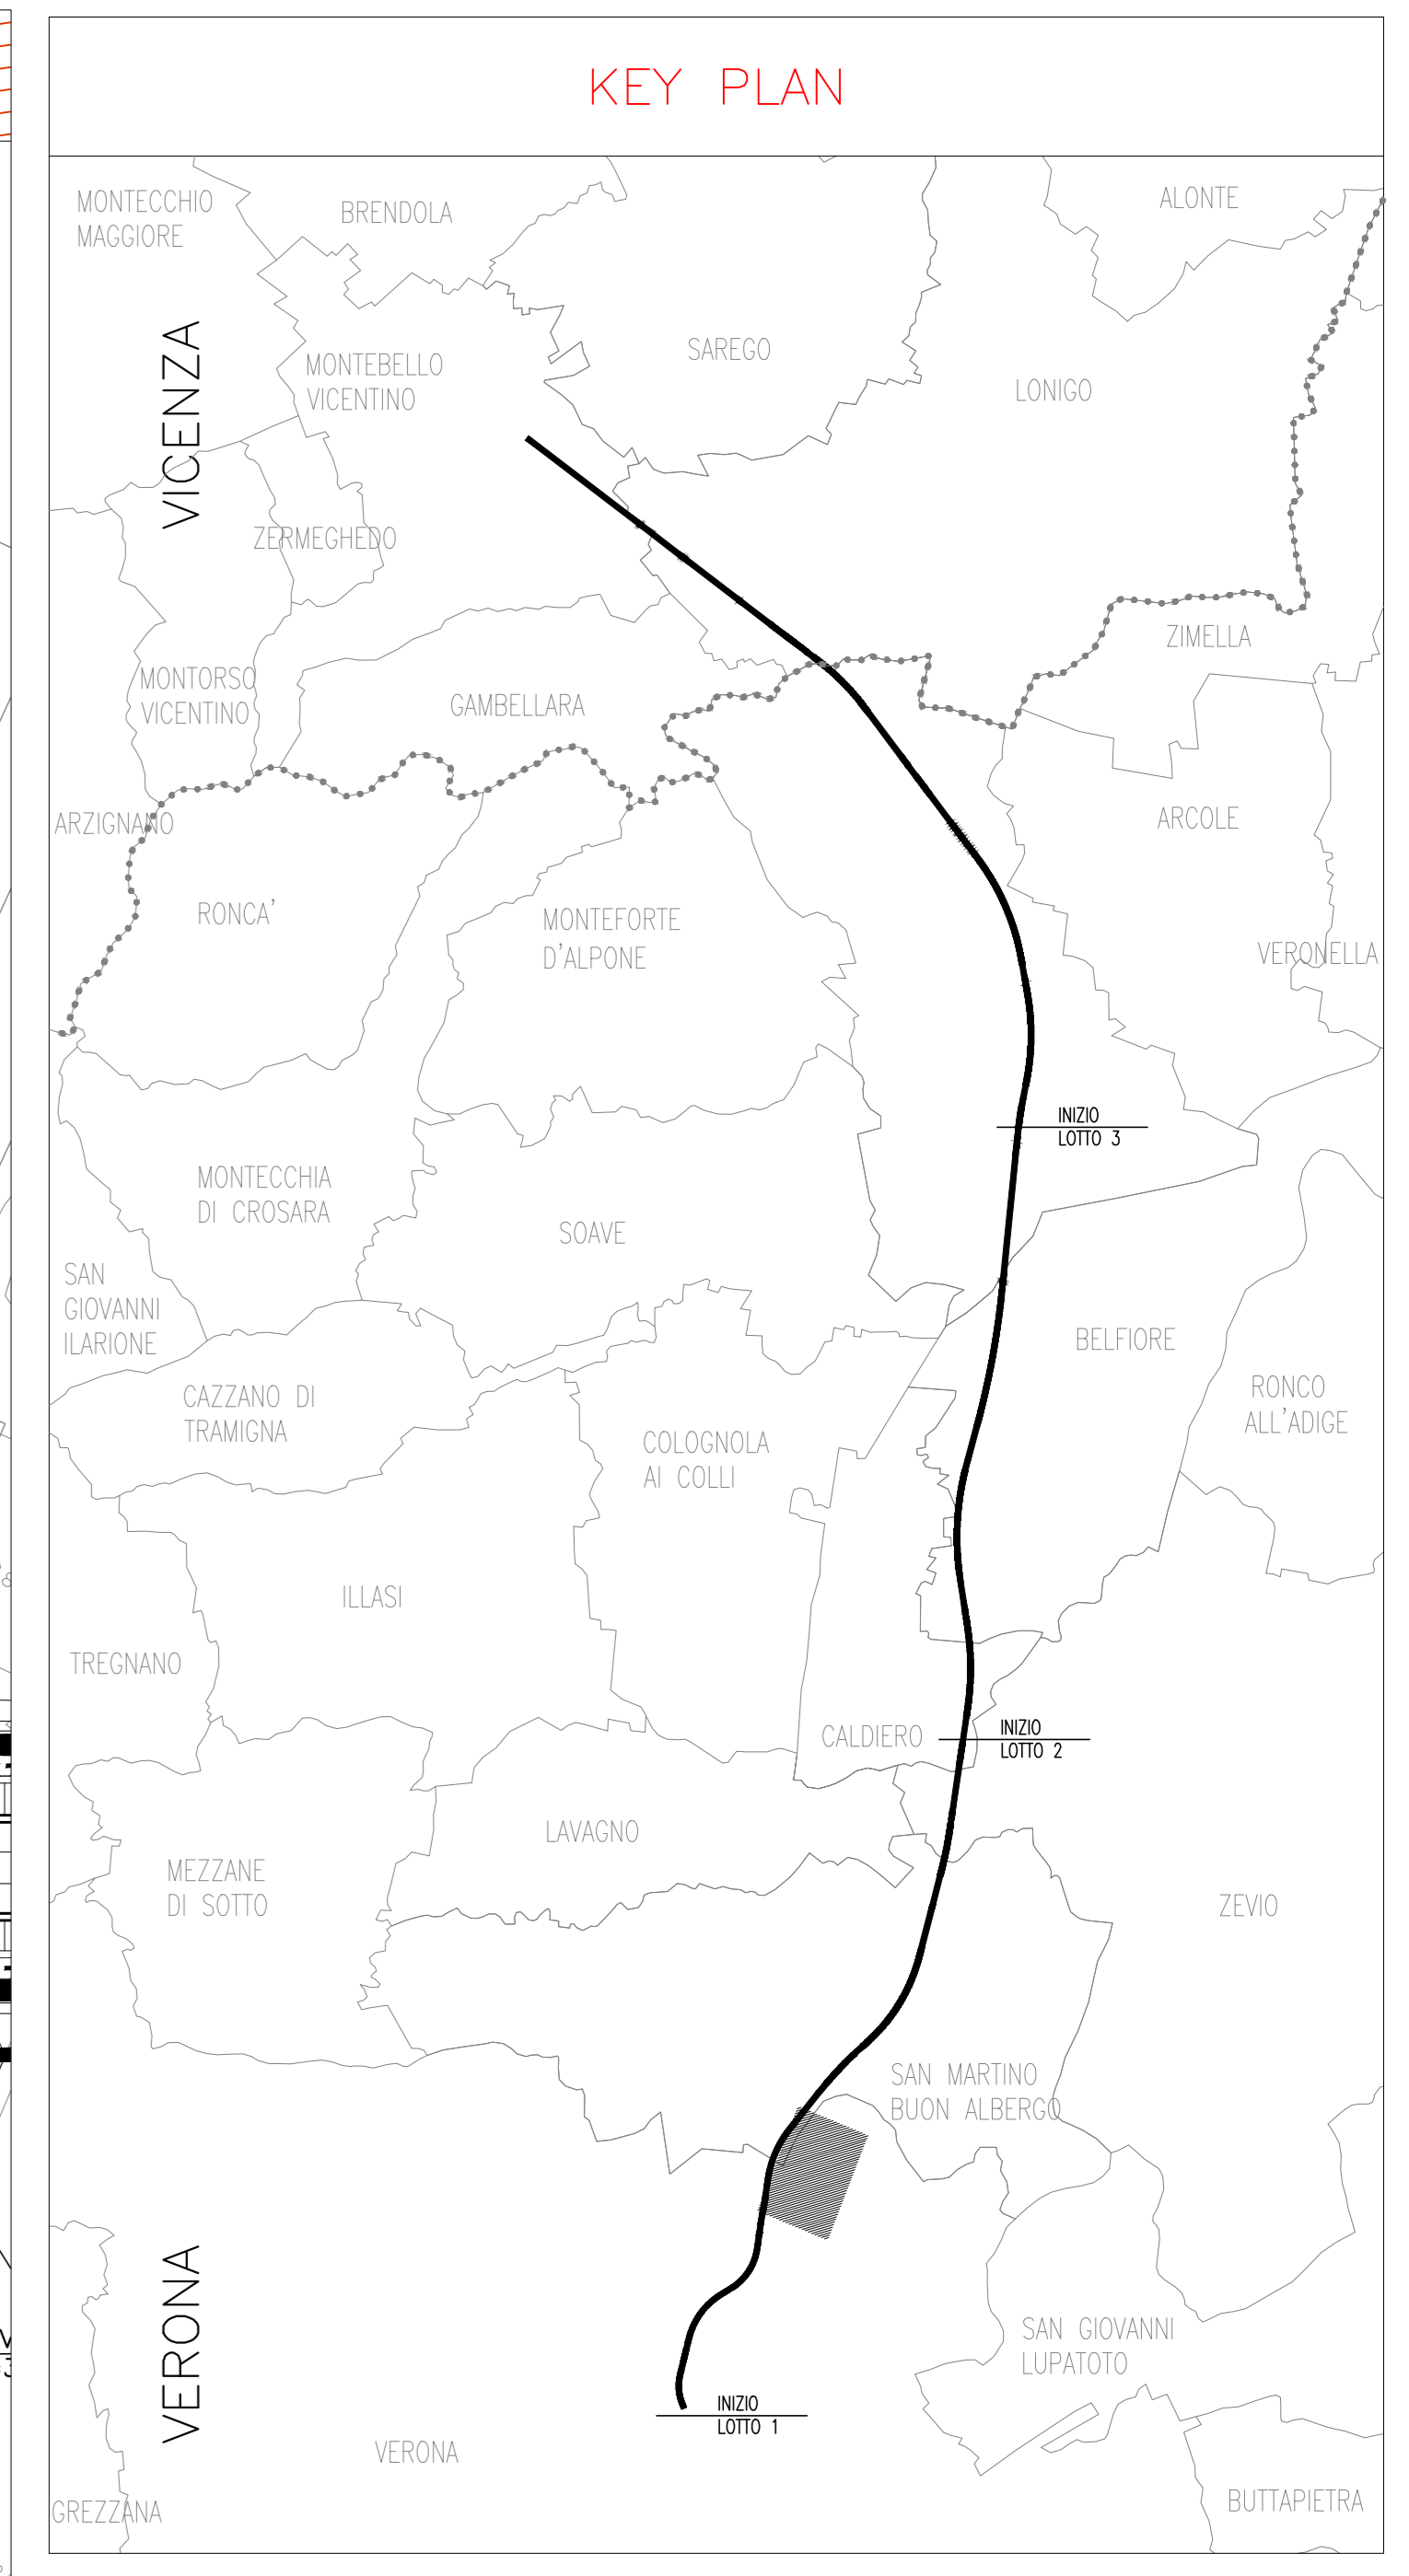 KEY PLAN
MONTECCHIO
MAGGIORE
BRENDOLA
ALONTE
VICENZA
MONTEBELLO
VICENTINO
SAREGO
LONIGO
ZERMEGHEDO
ZIMELLA
MONTORSO
VICENTINO
GAMBELLARA
ARZIGNANO
ARCOLE
RONCA'
MONTEFORTE
D'ALPONE
VERONELLA
INIZIO
LOTTO 3
MONTECCHIA
DI CROSARA
SOAVE
SAN
GIOVANNI
ILARIONE
BELFIORE
CAZZANO DI
TRAMIGNA
RONCO
ALL'ADIGE
COLOGNOLA
AI COLLI
ILLASI
TREGNANO
CALDIERO
INIZIO
LOTTO 2
LAVAGNO
MEZZANE
DI SOTTO
ZEVIO
SAN MARTINO
BUON ALBERGO
VERONA
SAN GIOVANNI
LUPATOTO
INIZIO
LOTTO 1
VERONA
GREZZANA
BUTTAPIETRA